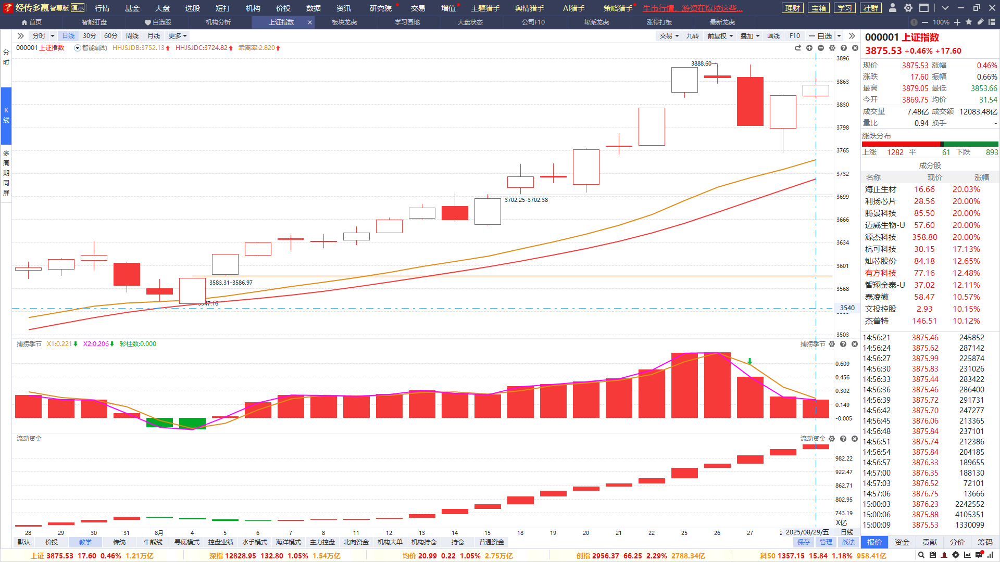 经传多赢 智尊版 演示 行情 基金 大盘 选股 短打 机构 价投 数据 资讯 研究院 交易 增值 主题猎手 舆情猎手 AI猎手 策略猎手 牛市行情，游资在爆拉这些... 理财 宝箱 学习 社群
首页 智能盯盘 自选股 机构分析 上证指数 × 板块龙虎 学习园地 大盘状态 公司F10 帮派龙虎 涨停打板 最新龙虎 100%
分时 日线 30分 60分 周线 月线 更多 交易 九转 前复权 叠加 画线 F10 自选
000001 上证指数 智能辅助 HHJSJDB:3752.13 HHJSJDC:3724.82 乖离率:2.820
分时
K线
多周期同屏
3896
3863
3830
3798
3765
3732
3699
3666
3634
3601
3568
3540
3503
3888.60
3702.25-3702.38
3583.31-3586.97
3547.16
捕捞季节 X1:0.221 X2:0.206 彩柱数:0.000 捕捞季节
0.609
0.456
0.302
0.149
-0.005
流动资金 流动资金
982.22
922.47
862.71
802.95
743.19
X亿
28 29 30 31 8月 4 5 6 7 8 11 12 13 14 15 18 19 20 21 22 25 26 27 2025/08/29/五 日线
默认 价投 教学 传统 牛能线 寻底模式 控盘业绩 水手模式 海洋模式 主力控盘 北向资金 机构大单 机构持仓 持仓 普通资金 保存 管理 战法
000001 上证指数
3875.53 +0.46% +17.60
现价 3875.53 涨幅 0.46%
涨跌 17.60 振幅 0.66%
最高 3879.05 最低 3853.66
今开 3869.75 均价 31.54
成交量 7.48亿 成交额 12083.48亿
量比 0.94 换手 -
涨跌分布
上涨 1282 平 61 下跌 893
成分股
名称 现价 涨幅
海正生材 16.66 20.03%
利扬芯片 28.56 20.00%
腾景科技 85.50 20.00%
迈威生物-U 57.60 20.00%
源杰科技 358.80 20.00%
杭可科技 30.15 17.13%
灿芯股份 84.18 12.65%
有方科技 77.16 12.48%
智翔金泰-U 37.02 12.11%
泰凌微 58.47 10.57%
文投控股 2.93 10.15%
杰普特 146.51 10.12%
14:56:21 3875.46 245852
14:56:24 3875.62 287142
14:56:27 3875.99 225874
14:56:30 3875.83 231026
14:56:33 3875.44 283422
14:56:36 3875.46 286400
14:56:39 3875.72 291731
14:56:42 3875.70 247277
14:56:45 3876.06 213365
14:56:48 3875.84 237101
14:56:51 3875.74 212386
14:56:54 3875.84 204185
14:56:57 3876.33 189655
14:57:00 3876.35 188130
14:57:03 3876.52 72101
14:57:06 3876.75 13666
15:00:03 3876.23 2242552
15:00:06 3875.88 4105351
15:00:09 3875.53 1330099
报价 资金 贡献 分价 筹码
上证 3875.53 17.60 0.46% 1.21万亿 深指 12828.95 132.80 1.05% 1.54万亿 均价 20.99 0.22 1.05% 2.75万亿 创指 2956.37 66.25 2.29% 2788.34亿 科50 1357.15 15.84 1.18% 958.41亿